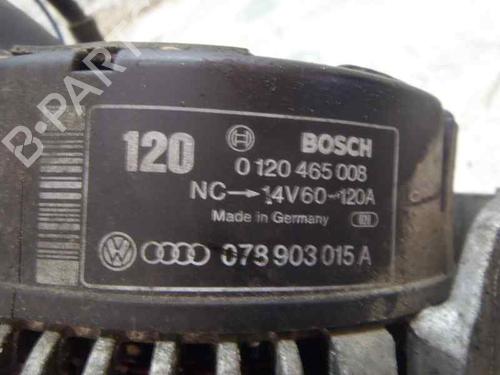 120 BOSCH
0 120 465 008
NC→14V60-120A
Made in Germany
078 903 015 A
B-PARTS